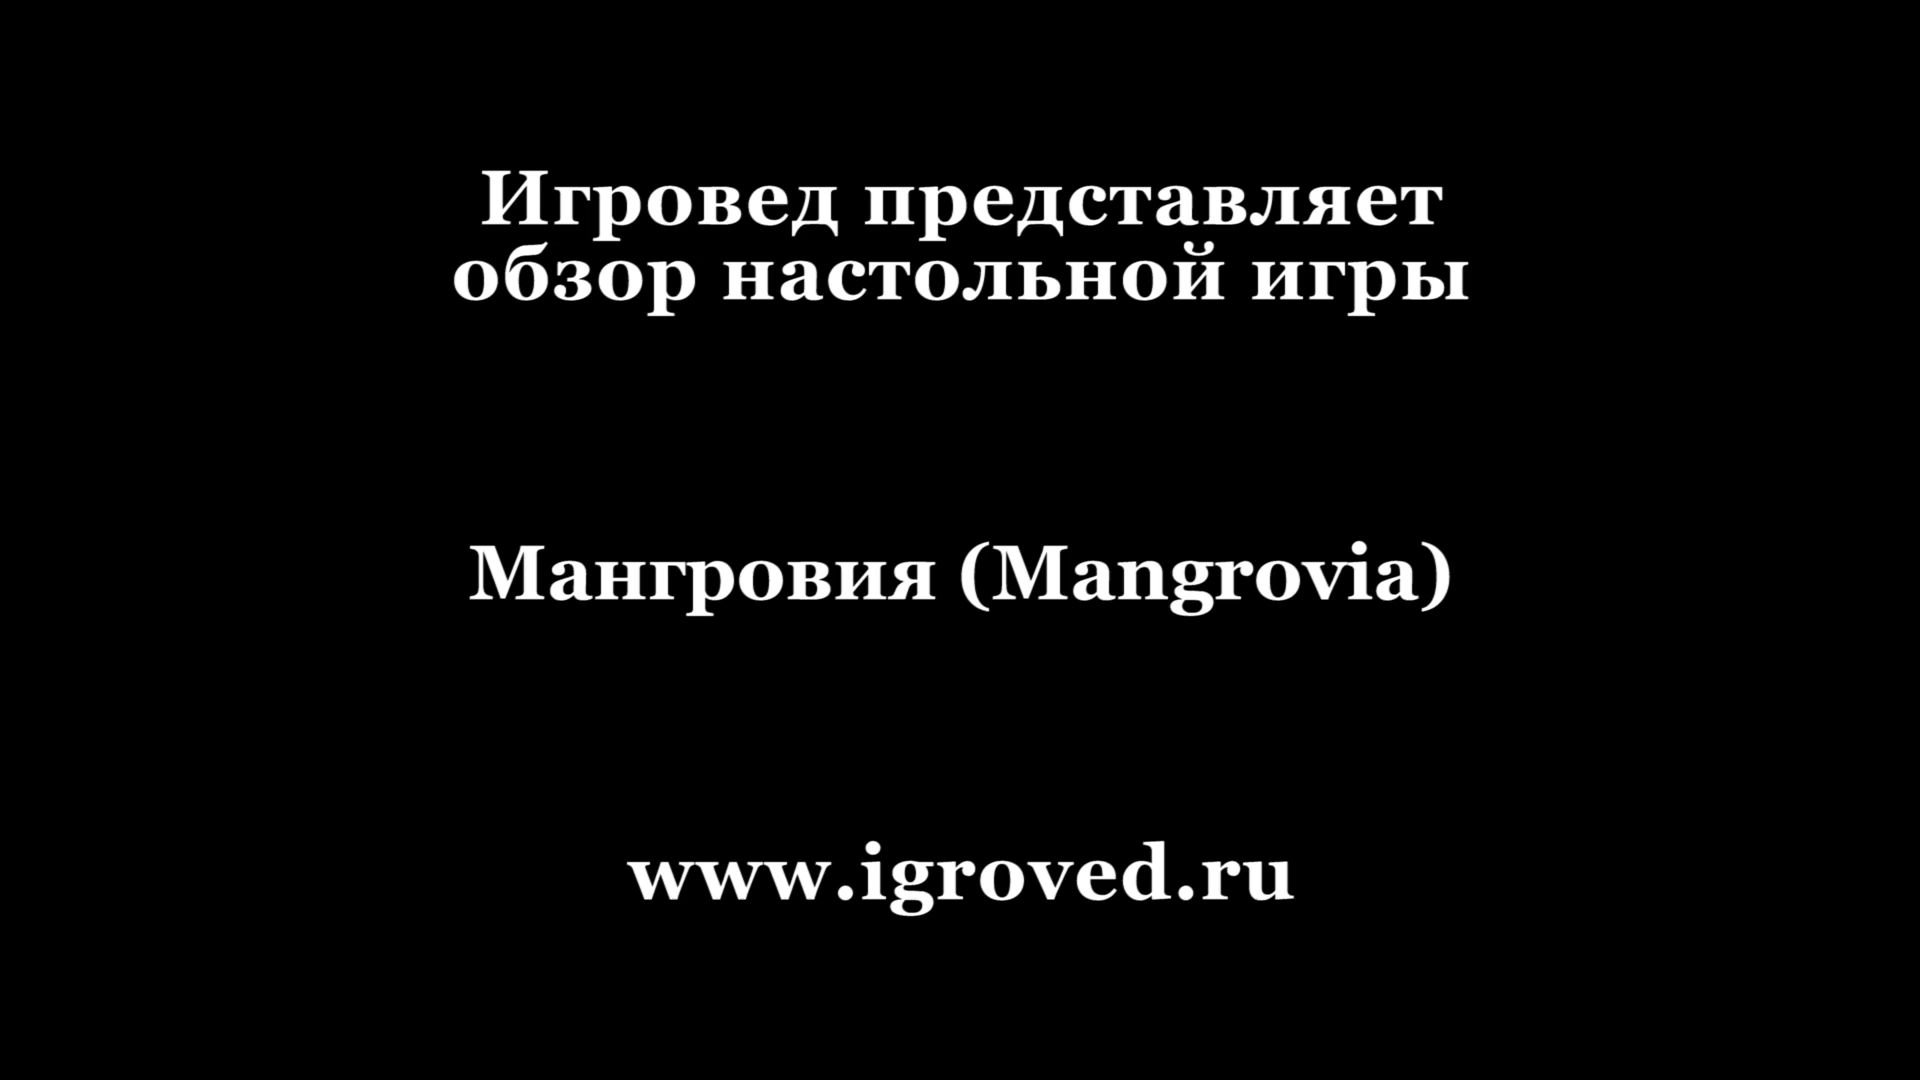 Игровед представляет
обзор настольной игры
Мангровия (Mangrovia)
www.igroved.ru